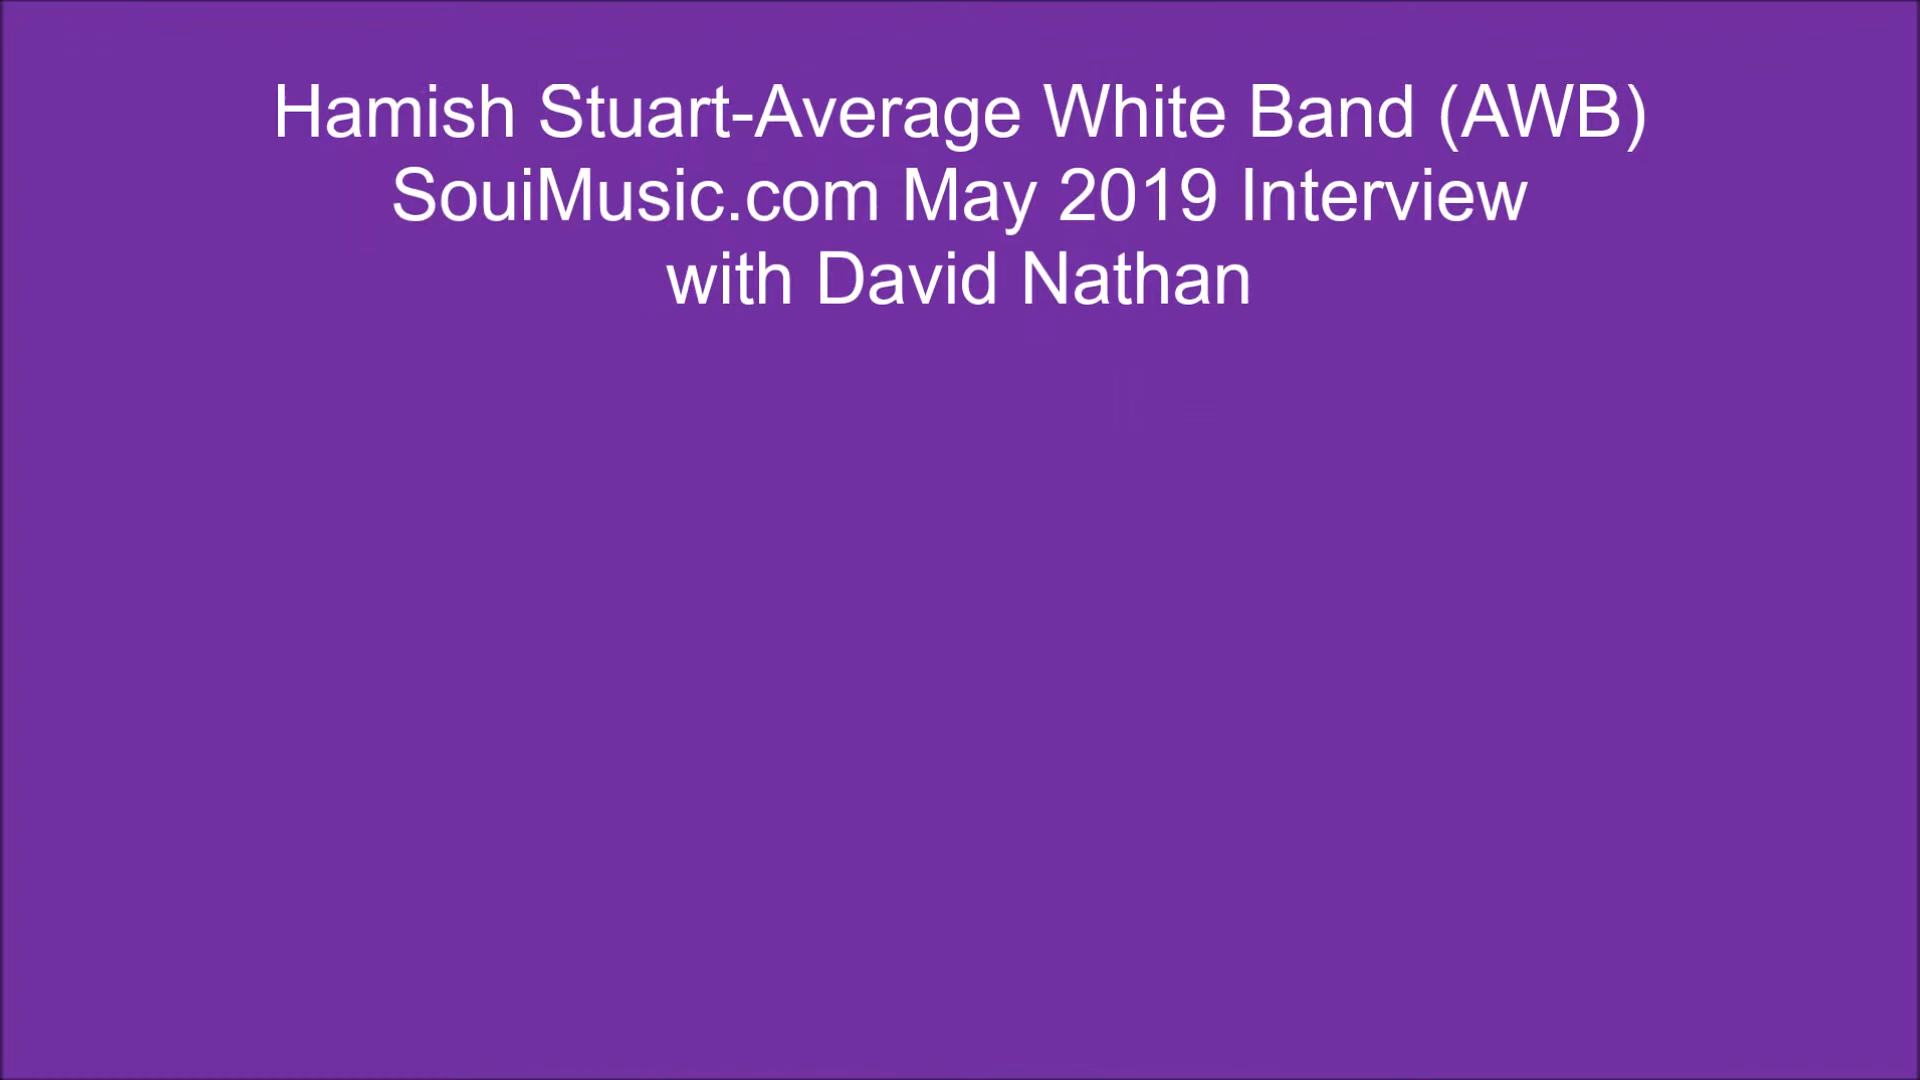 Hamish Stuart-Average White Band (AWB)
SouiMusic.com May 2019 Interview
with David Nathan